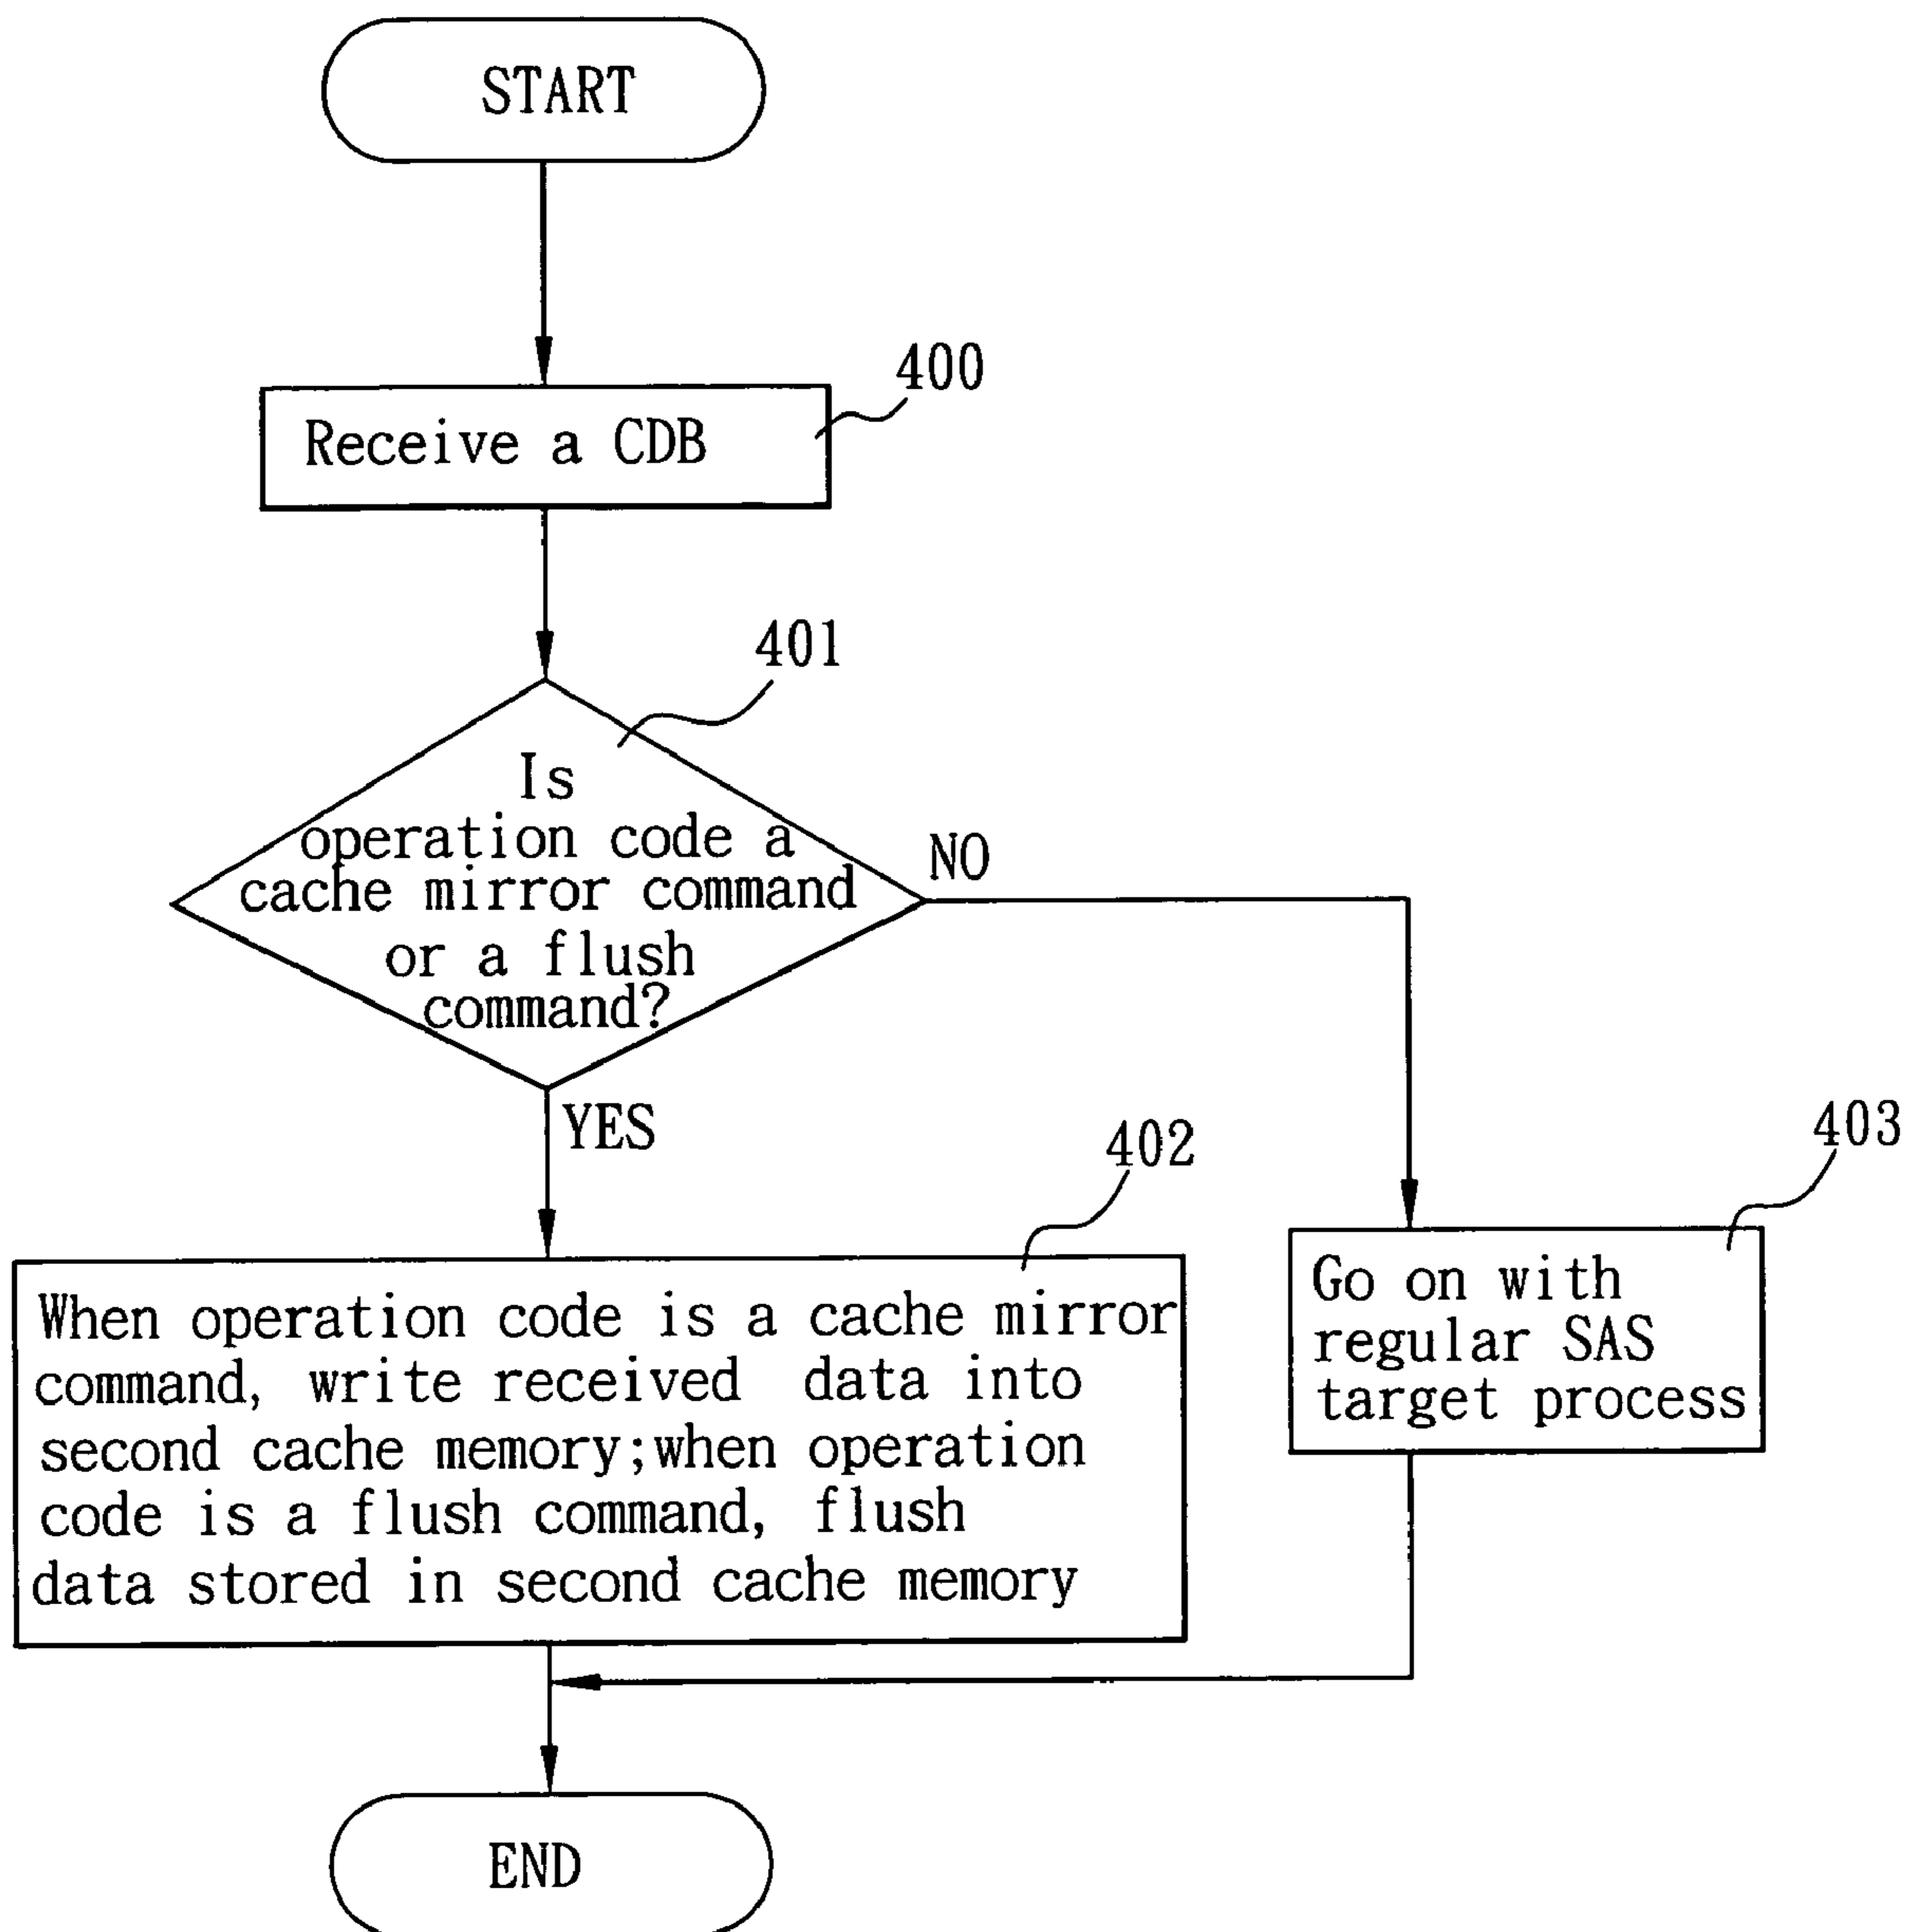 START
400
Receive a CDB
401
Is
operation code a
cache mirror command
or a flush
command?
NO
YES
402
When operation code is a cache mirror
command, write received data into
second cache memory;when operation
code is a flush command, flush
data stored in second cache memory
403
Go on with
regular SAS
target process
END